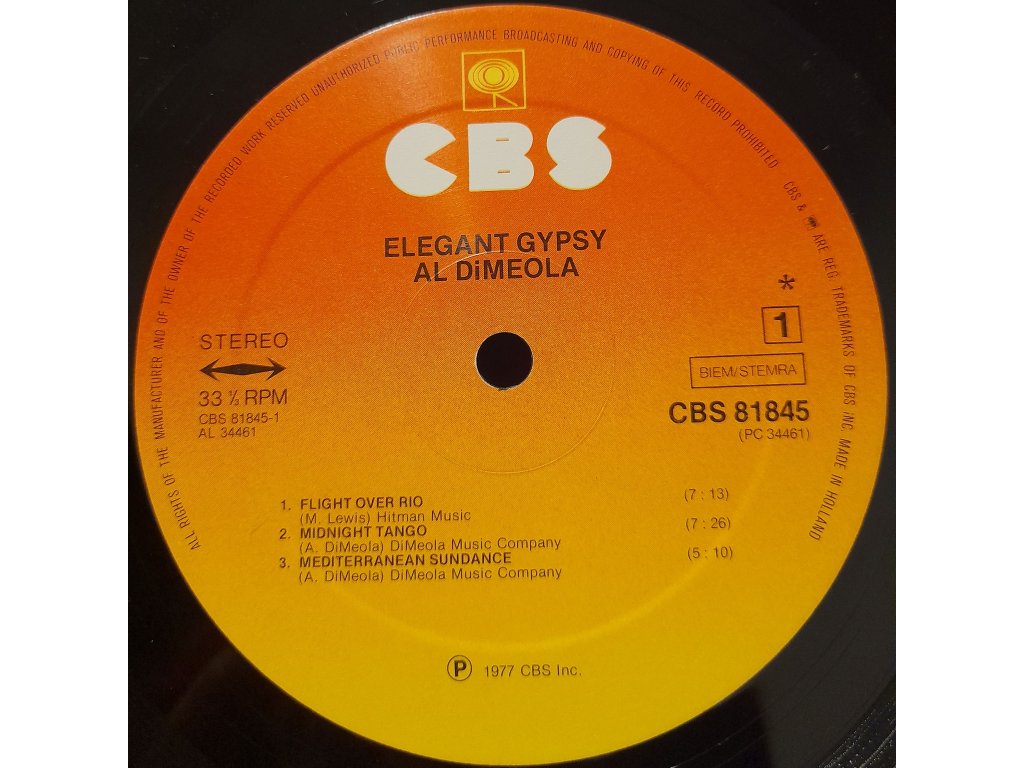 ALL RIGHTS OF THE MANUFACTURER AND OF THE OWNER OF THE RECORDED WORK RESERVED UNAUTHORIZED PUBLIC PERFORMANCE BROADCASTING AND COPYING OF THIS RECORD PROHIBITED CBS & ARE REG. TRADEMARKS OF CBS INC. MADE IN HOLLAND
CBS
ELEGANT GYPSY
AL DiMEOLA
*
1
STEREO
BIEM/STEMRA
33 ⅓ RPM
CBS 81845
CBS 81845-1
(PC 34461)
AL 34461
1. FLIGHT OVER RIO (7 : 13)
(M. Lewis) Hitman Music
2. MIDNIGHT TANGO (7 : 26)
(A. DiMeola) DiMeola Music Company
3. MEDITERRANEAN SUNDANCE (5 : 10)
(A. DiMeola) DiMeola Music Company
℗ 1977 CBS Inc.